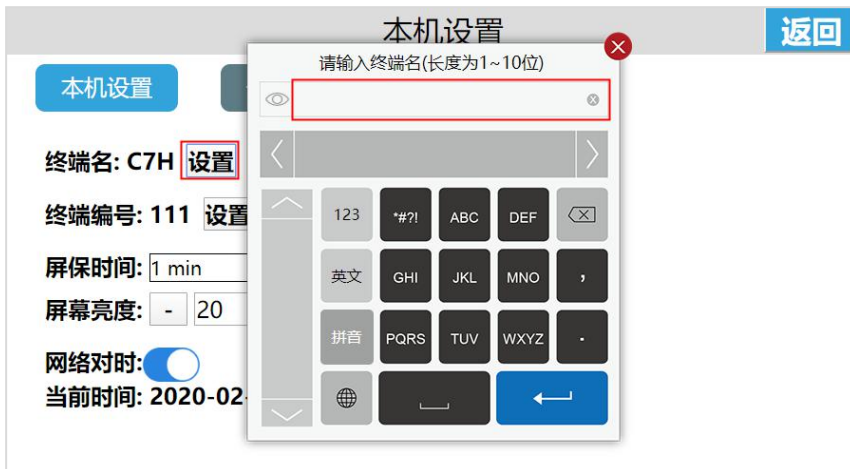 本机设置
返回
本机设置
请输入终端名(长度为1~10位)
终端名: C7H 设置
终端编号: 111 设置
屏保时间: 1 min
屏幕亮度: - 20
网络对时:
当前时间: 2020-02-
123 *#?! ABC DEF
英文 GHI JKL MNO ,
拼音 PQRS TUV WXYZ .